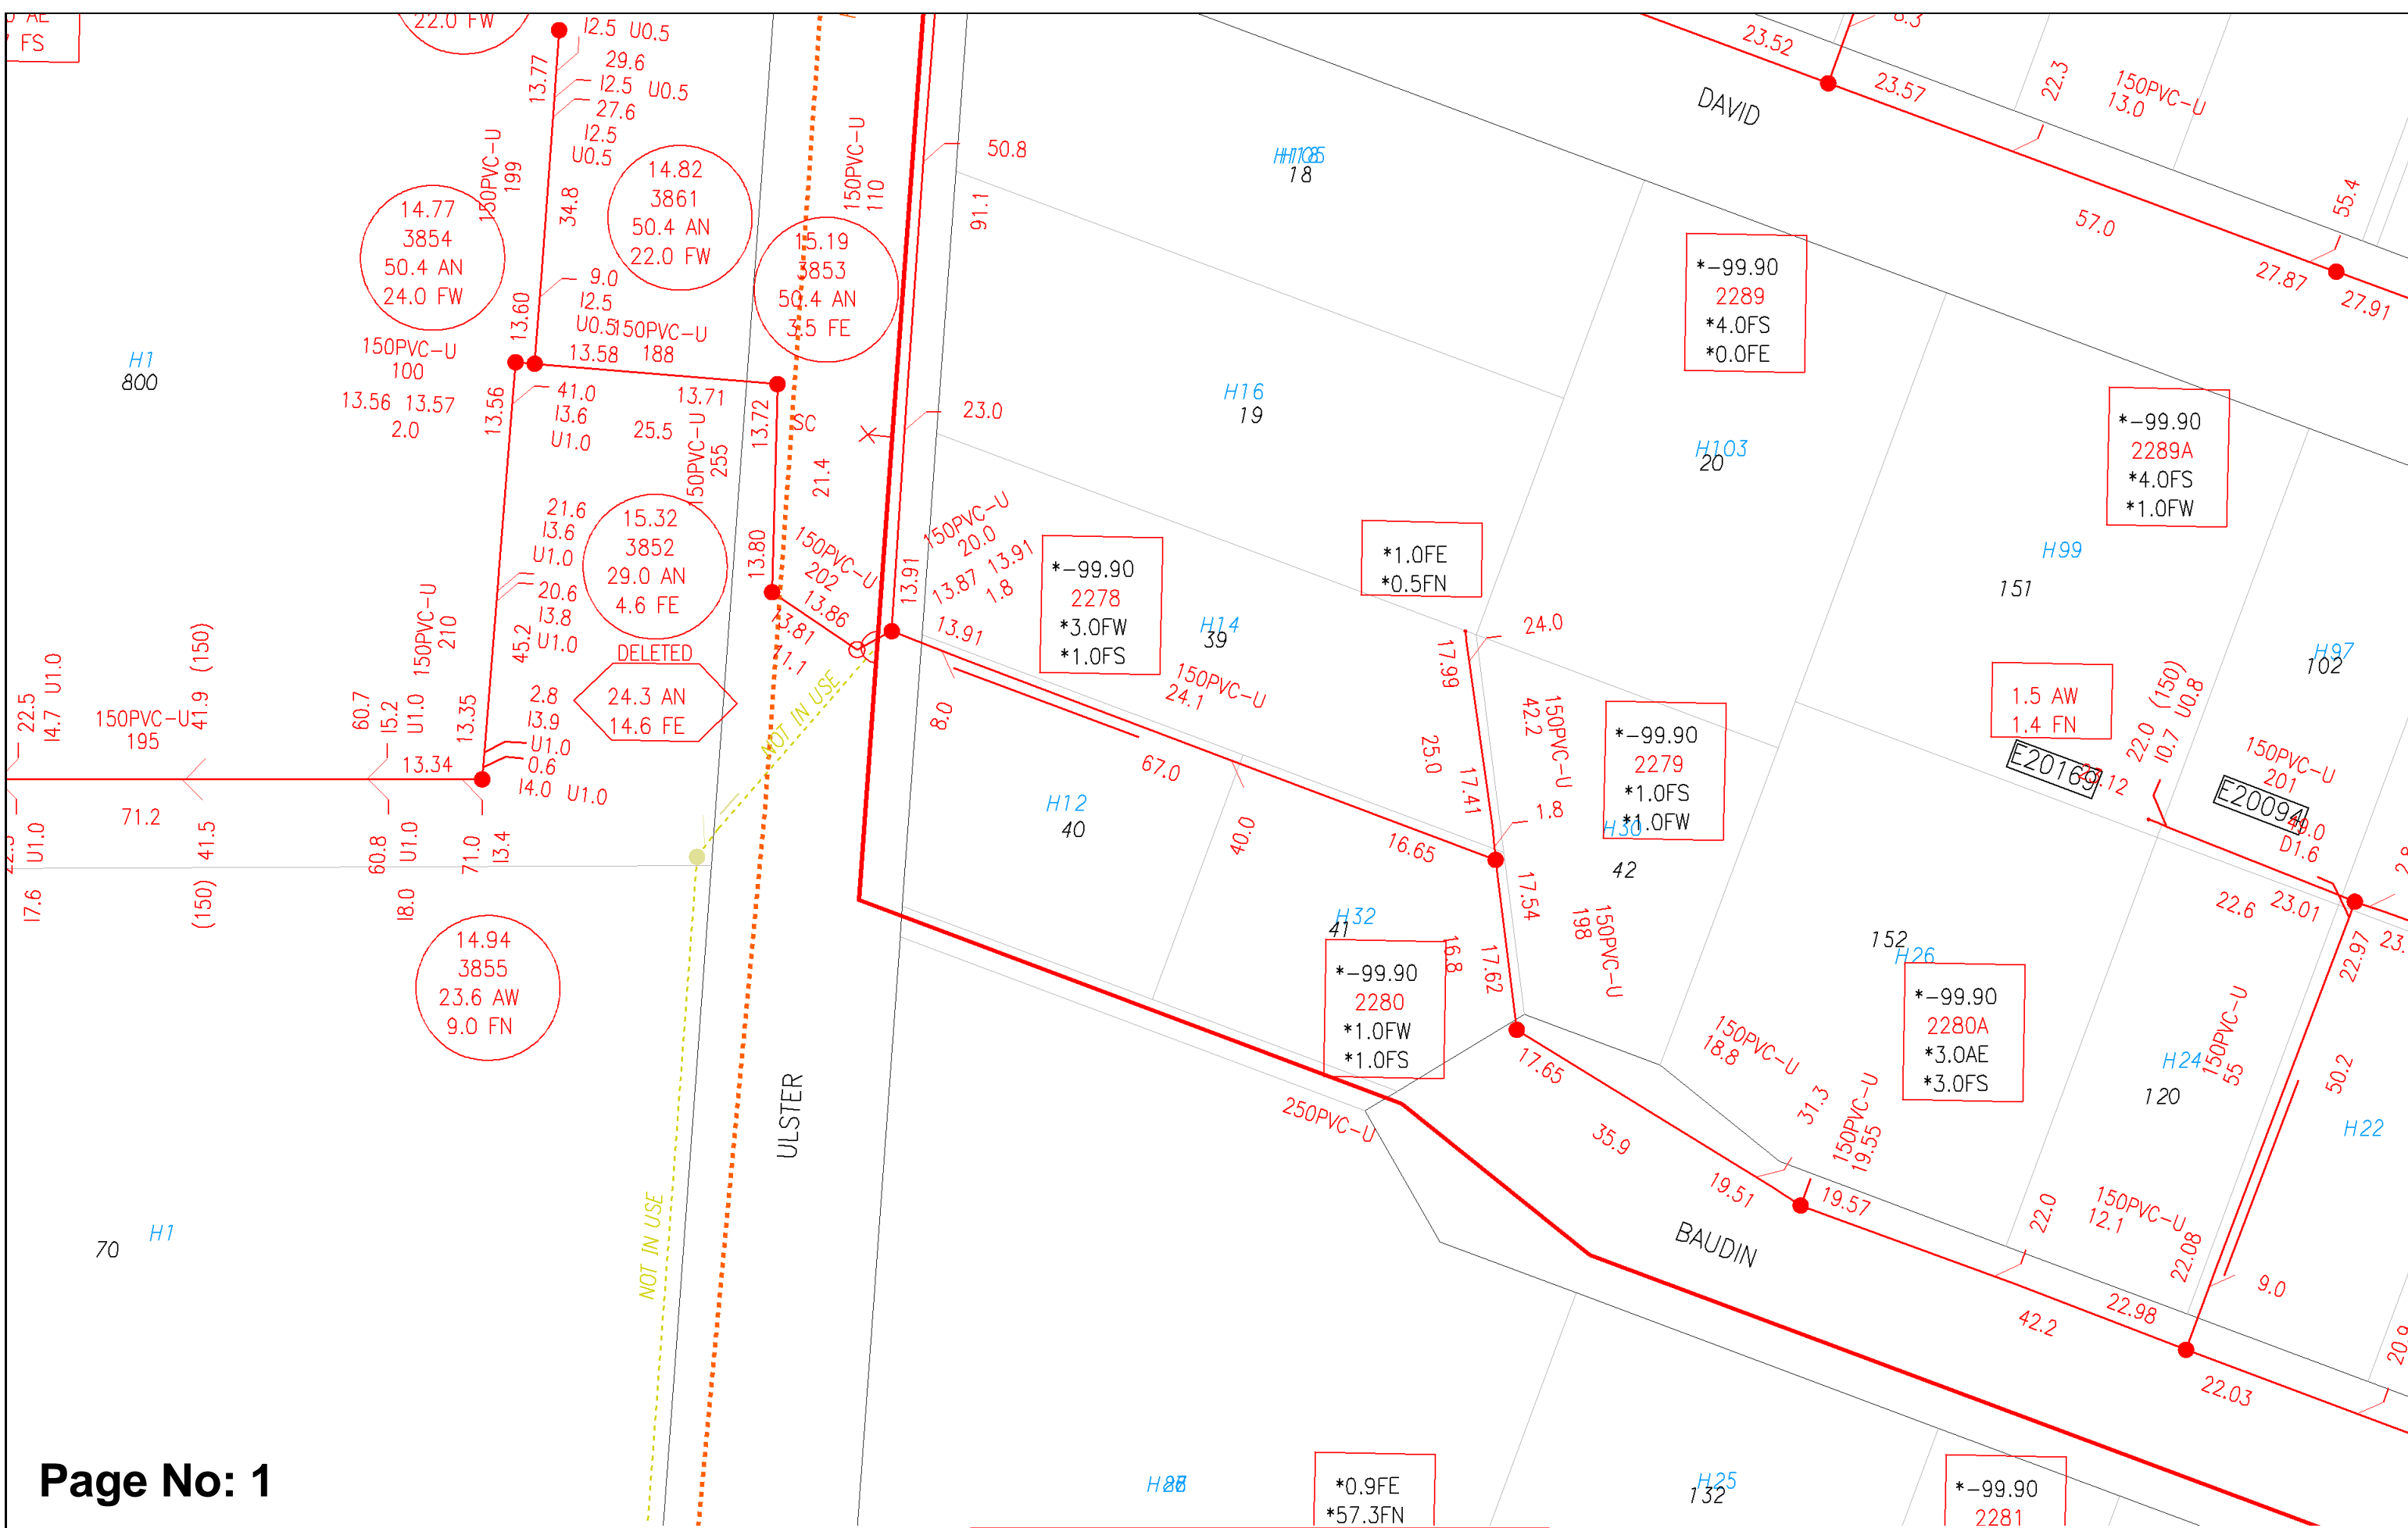 FS
22.0 FW
I2.5 U0.5
29.6
I2.5 U0.5
27.6
I2.5
U0.5
13.77
150PVC-U
199
34.8
14.77
3854
50.4 AN
24.0 FW
14.82
3861
50.4 AN
22.0 FW
15.19
3853
50.4 AN
3.5 FE
150PVC-U
110
50.8
91.1
9.0
I2.5
U0.5
150PVC-U
188
13.60
13.58
13.71
150PVC-U
100
13.56 13.57
2.0
13.56
41.0
I3.6
U1.0
25.5
150PVC-U
255
13.72
SC
21.4
23.0
H1
800
21.6
I3.6
U1.0
20.6
I3.8
U1.0
45.2
15.32
3852
29.0 AN
4.6 FE
DELETED
24.3 AN
14.6 FE
13.80
150PVC-U
202
13.86
13.81
11.1
13.91
150PVC-U
20.0
13.87 13.91
1.8
13.91
8.0
NOT IN USE
150PVC-U
210
13.35
2.8
I3.9
U1.0
0.6
I4.0 U1.0
22.5
I4.7 U1.0
150PVC-U
195
41.9 (150)
60.7
I5.2
U1.0
13.34
71.2
U1.0
I7.6
(150) 41.5
60.8
U1.0
I8.0
71.0
I3.4
14.94
3855
23.6 AW
9.0 FN
ULSTER
NOT IN USE
70
H1
DAVID
23.52
23.57
22.3
150PVC-U
13.0
57.0
55.4
27.87
27.91
18
H16
19
*-99.90
2289
*4.0FS
*0.0FE
H103
20
*-99.90
2289A
*4.0FS
*1.0FW
H99
151
H97
102
*-99.90
2278
*3.0FW
*1.0FS
H14
39
*1.0FE
*0.5FN
24.0
17.99
150PVC-U
42.2
25.0
17.41
1.8
150PVC-U
24.1
67.0
40.0
16.65
H12
40
*-99.90
2279
*1.0FS
*1.0FW
H30
42
1.5 AW
1.4 FN
E20169
22.0 (150)
I0.7 U0.8
150PVC-U
201
E20094
49.0
D1.6
22.6
23.01
22.97
H32
41
*-99.90
2280
*1.0FW
*1.0FS
16.8
17.54
17.62
150PVC-U
198
152
H26
*-99.90
2280A
*3.0AE
*3.0FS
H24
120
150PVC-U
55
50.2
H22
17.65
150PVC-U
18.8
31.3
150PVC-U
19.55
35.9
19.51
19.57
22.0
150PVC-U
12.1
22.08
9.0
22.98
42.2
22.03
20.9
250PVC-U
BAUDIN
*0.9FE
*57.3FN
H25
132
*-99.90
2281
Page No: 1